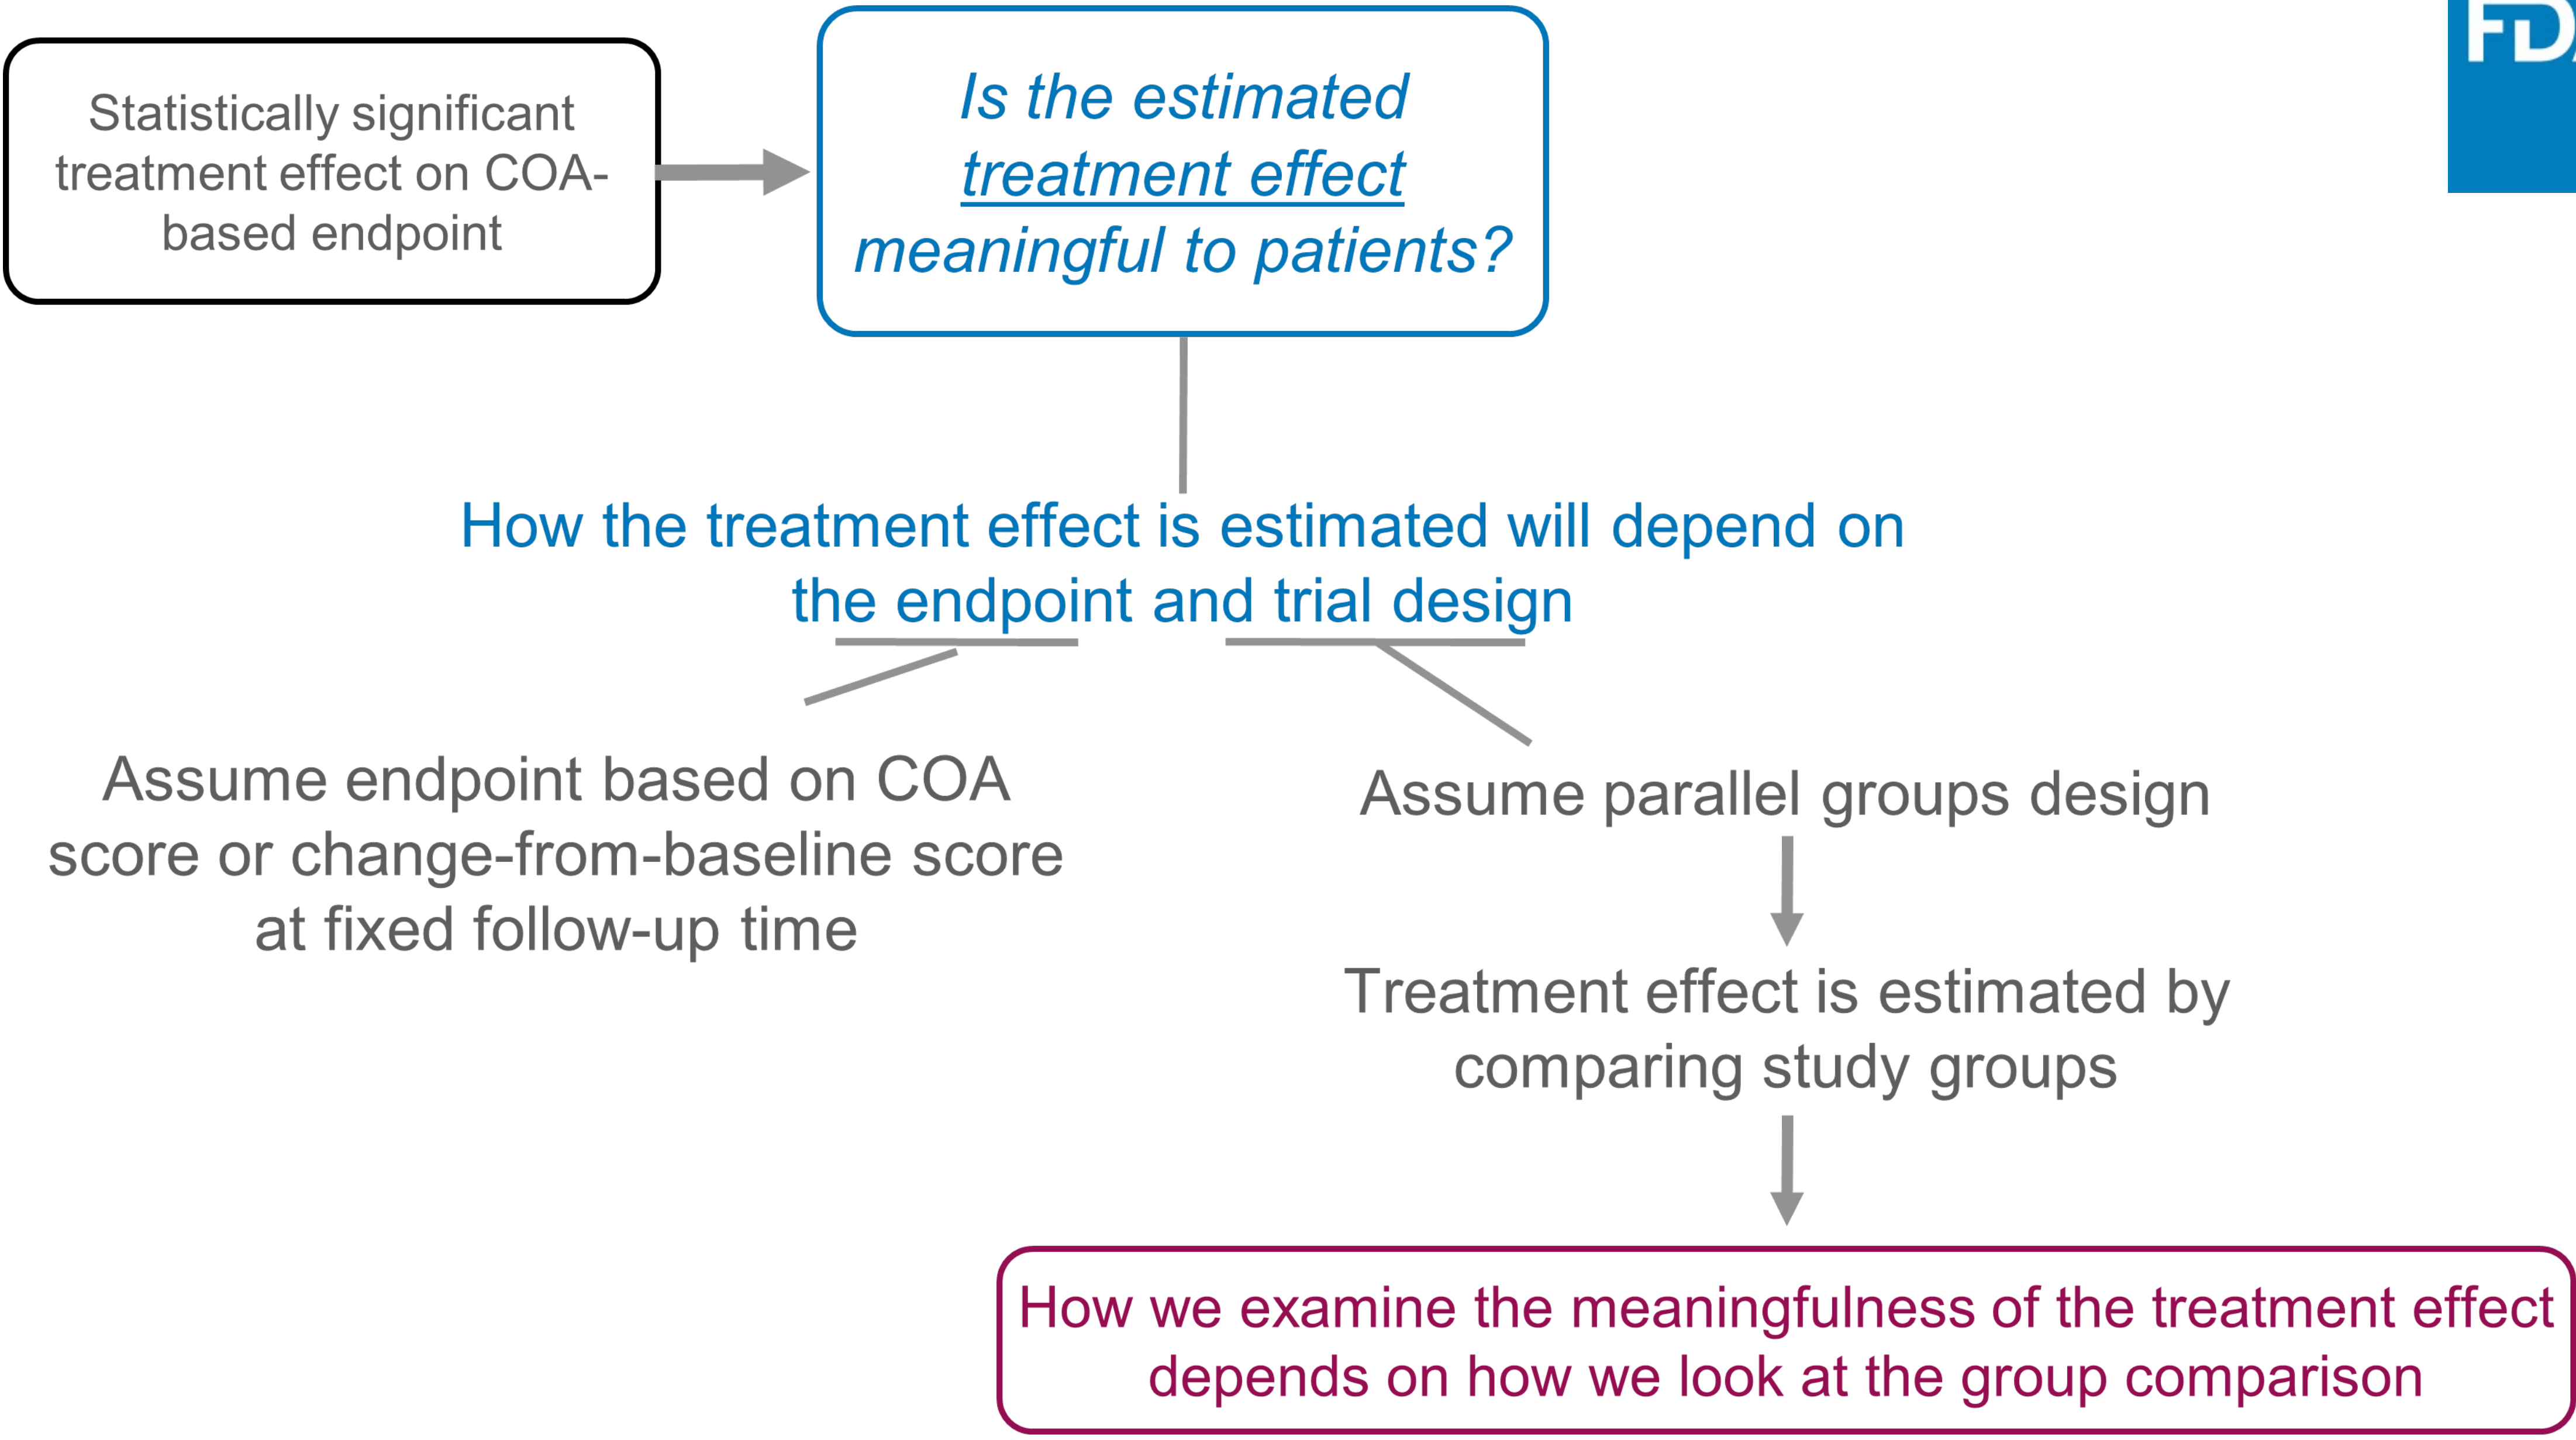 FDA
Statistically significant
treatment effect on COA-
based endpoint
Is the estimated
treatment effect
meaningful to patients?
How the treatment effect is estimated will depend on
the endpoint and trial design
Assume endpoint based on COA
score or change-from-baseline score
at fixed follow-up time
Assume parallel groups design
Treatment effect is estimated by
comparing study groups
How we examine the meaningfulness of the treatment effect
depends on how we look at the group comparison